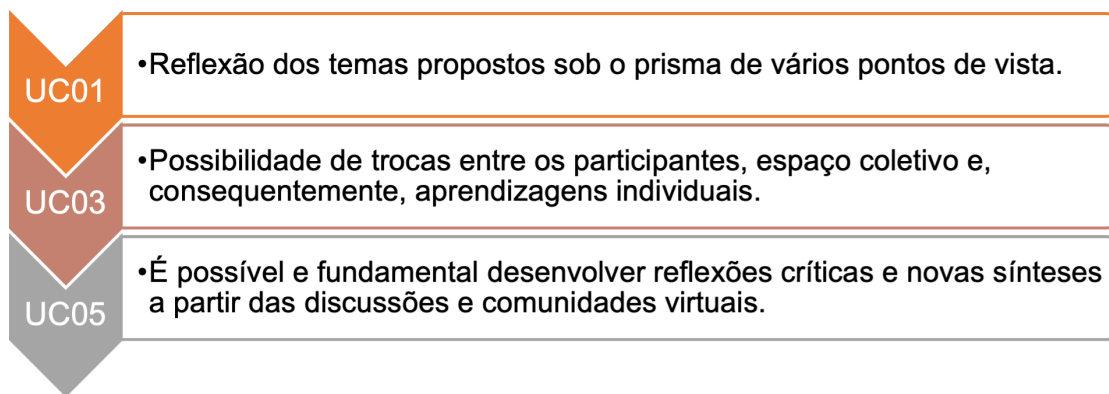 UC01
•Reflexão dos temas propostos sob o prisma de vários pontos de vista.
UC03
•Possibilidade de trocas entre os participantes, espaço coletivo e,
consequentemente, aprendizagens individuais.
UC05
•É possível e fundamental desenvolver reflexões críticas e novas sínteses
a partir das discussões e comunidades virtuais.